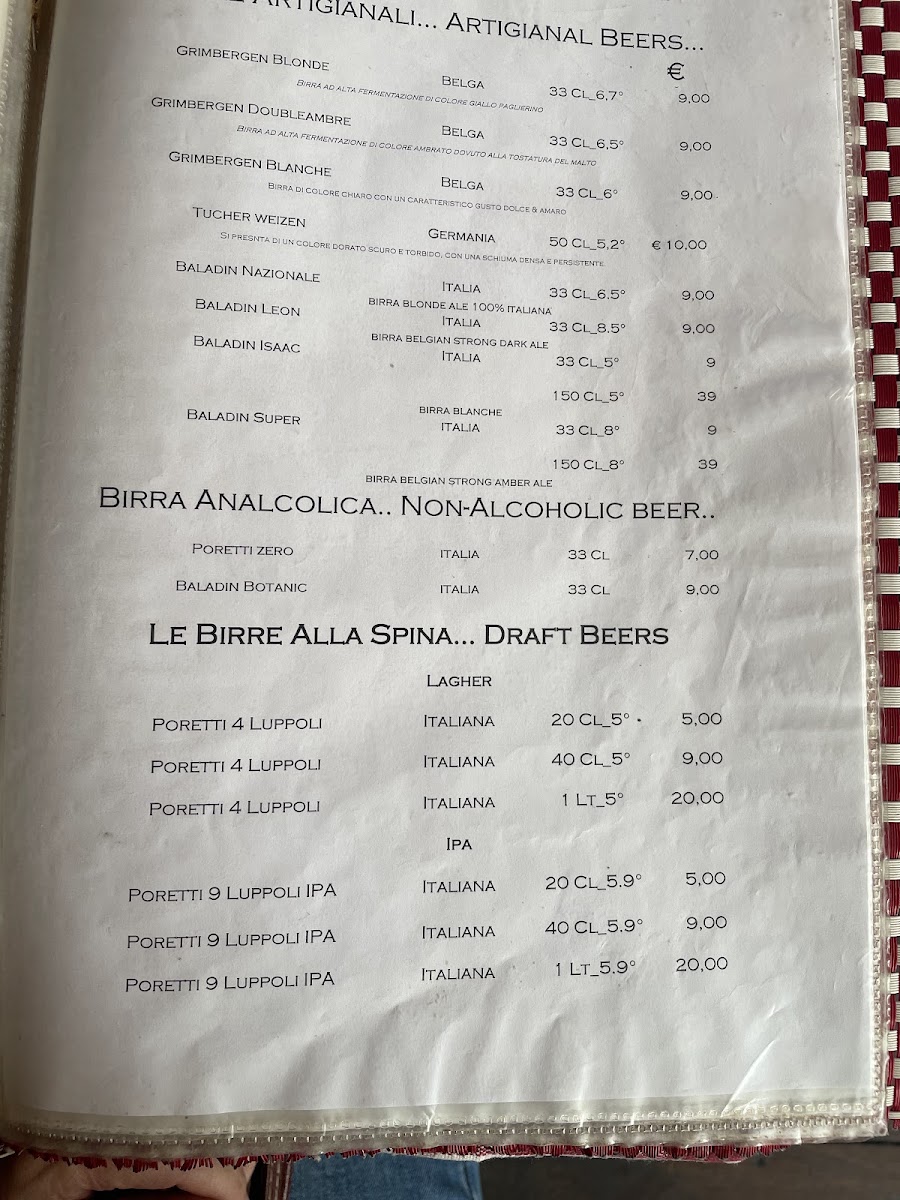 Artigianali... Artigianal Beers...
€
Grimbergen Blonde Belga 33 Cl_6,7° 9,00
Birra ad alta fermentazione di colore giallo paglierino
Grimbergen Doubleambre Belga 33 Cl_6,5° 9,00
Birra ad alta fermentazione di colore ambrato dovuto alla tostatura del malto
Grimbergen Blanche Belga 33 Cl_6° 9,00
Birra di colore chiaro con un caratteristico gusto dolce & amaro
Tucher weizen Germania 50 Cl_5,2° € 10,00
Si presnta di un colore dorato scuro e torbido, con una schiuma densa e persistente
Baladin Nazionale Italia 33 Cl_6.5° 9,00
birra blonde ale 100% italiana
Baladin Leon Italia 33 Cl_8.5° 9,00
birra belgian strong dark ale
Baladin Isaac Italia 33 Cl_5° 9
150 Cl_5° 39
birra blanche
Baladin Super Italia 33 Cl_8° 9
150 Cl_8° 39
birra belgian strong amber ale
Birra Analcolica.. Non-Alcoholic beer..
Poretti zero italia 33 Cl 7,00
Baladin Botanic italia 33 Cl 9,00
Le Birre Alla Spina... Draft Beers
Lagher
Poretti 4 Luppoli Italiana 20 Cl_5° 5,00
Poretti 4 Luppoli Italiana 40 Cl_5° 9,00
Poretti 4 Luppoli Italiana 1 Lt_5° 20,00
Ipa
Poretti 9 Luppoli IPA Italiana 20 Cl_5.9° 5,00
Poretti 9 Luppoli IPA Italiana 40 Cl_5.9° 9,00
Poretti 9 Luppoli IPA Italiana 1 Lt_5.9° 20,00